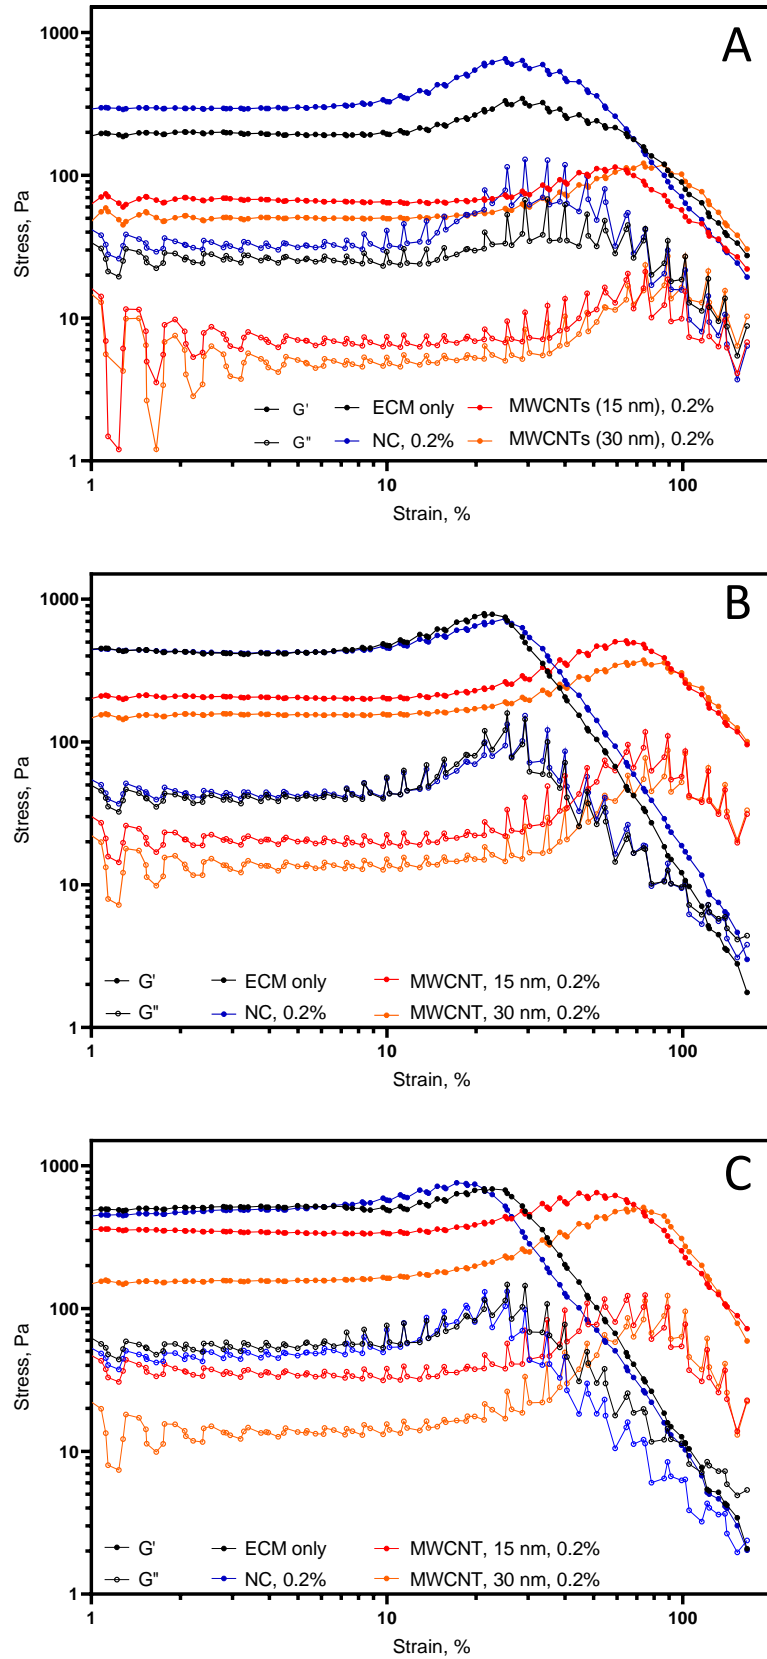 A
1000
100
10
1
Stress, Pa
G' ECM only MWCNTs (15 nm), 0.2%
G" NC, 0.2% MWCNTs (30 nm), 0.2%
1 10 100
Strain, %
B
1000
100
10
1
Stress, Pa
G' ECM only MWCNT, 15 nm, 0.2%
G" NC, 0.2% MWCNT, 30 nm, 0.2%
1 10 100
Strain, %
C
1000
100
10
1
Stress, Pa
G' ECM only MWCNT, 15 nm, 0.2%
G" NC, 0.2% MWCNT, 30 nm, 0.2%
1 10 100
Strain, %